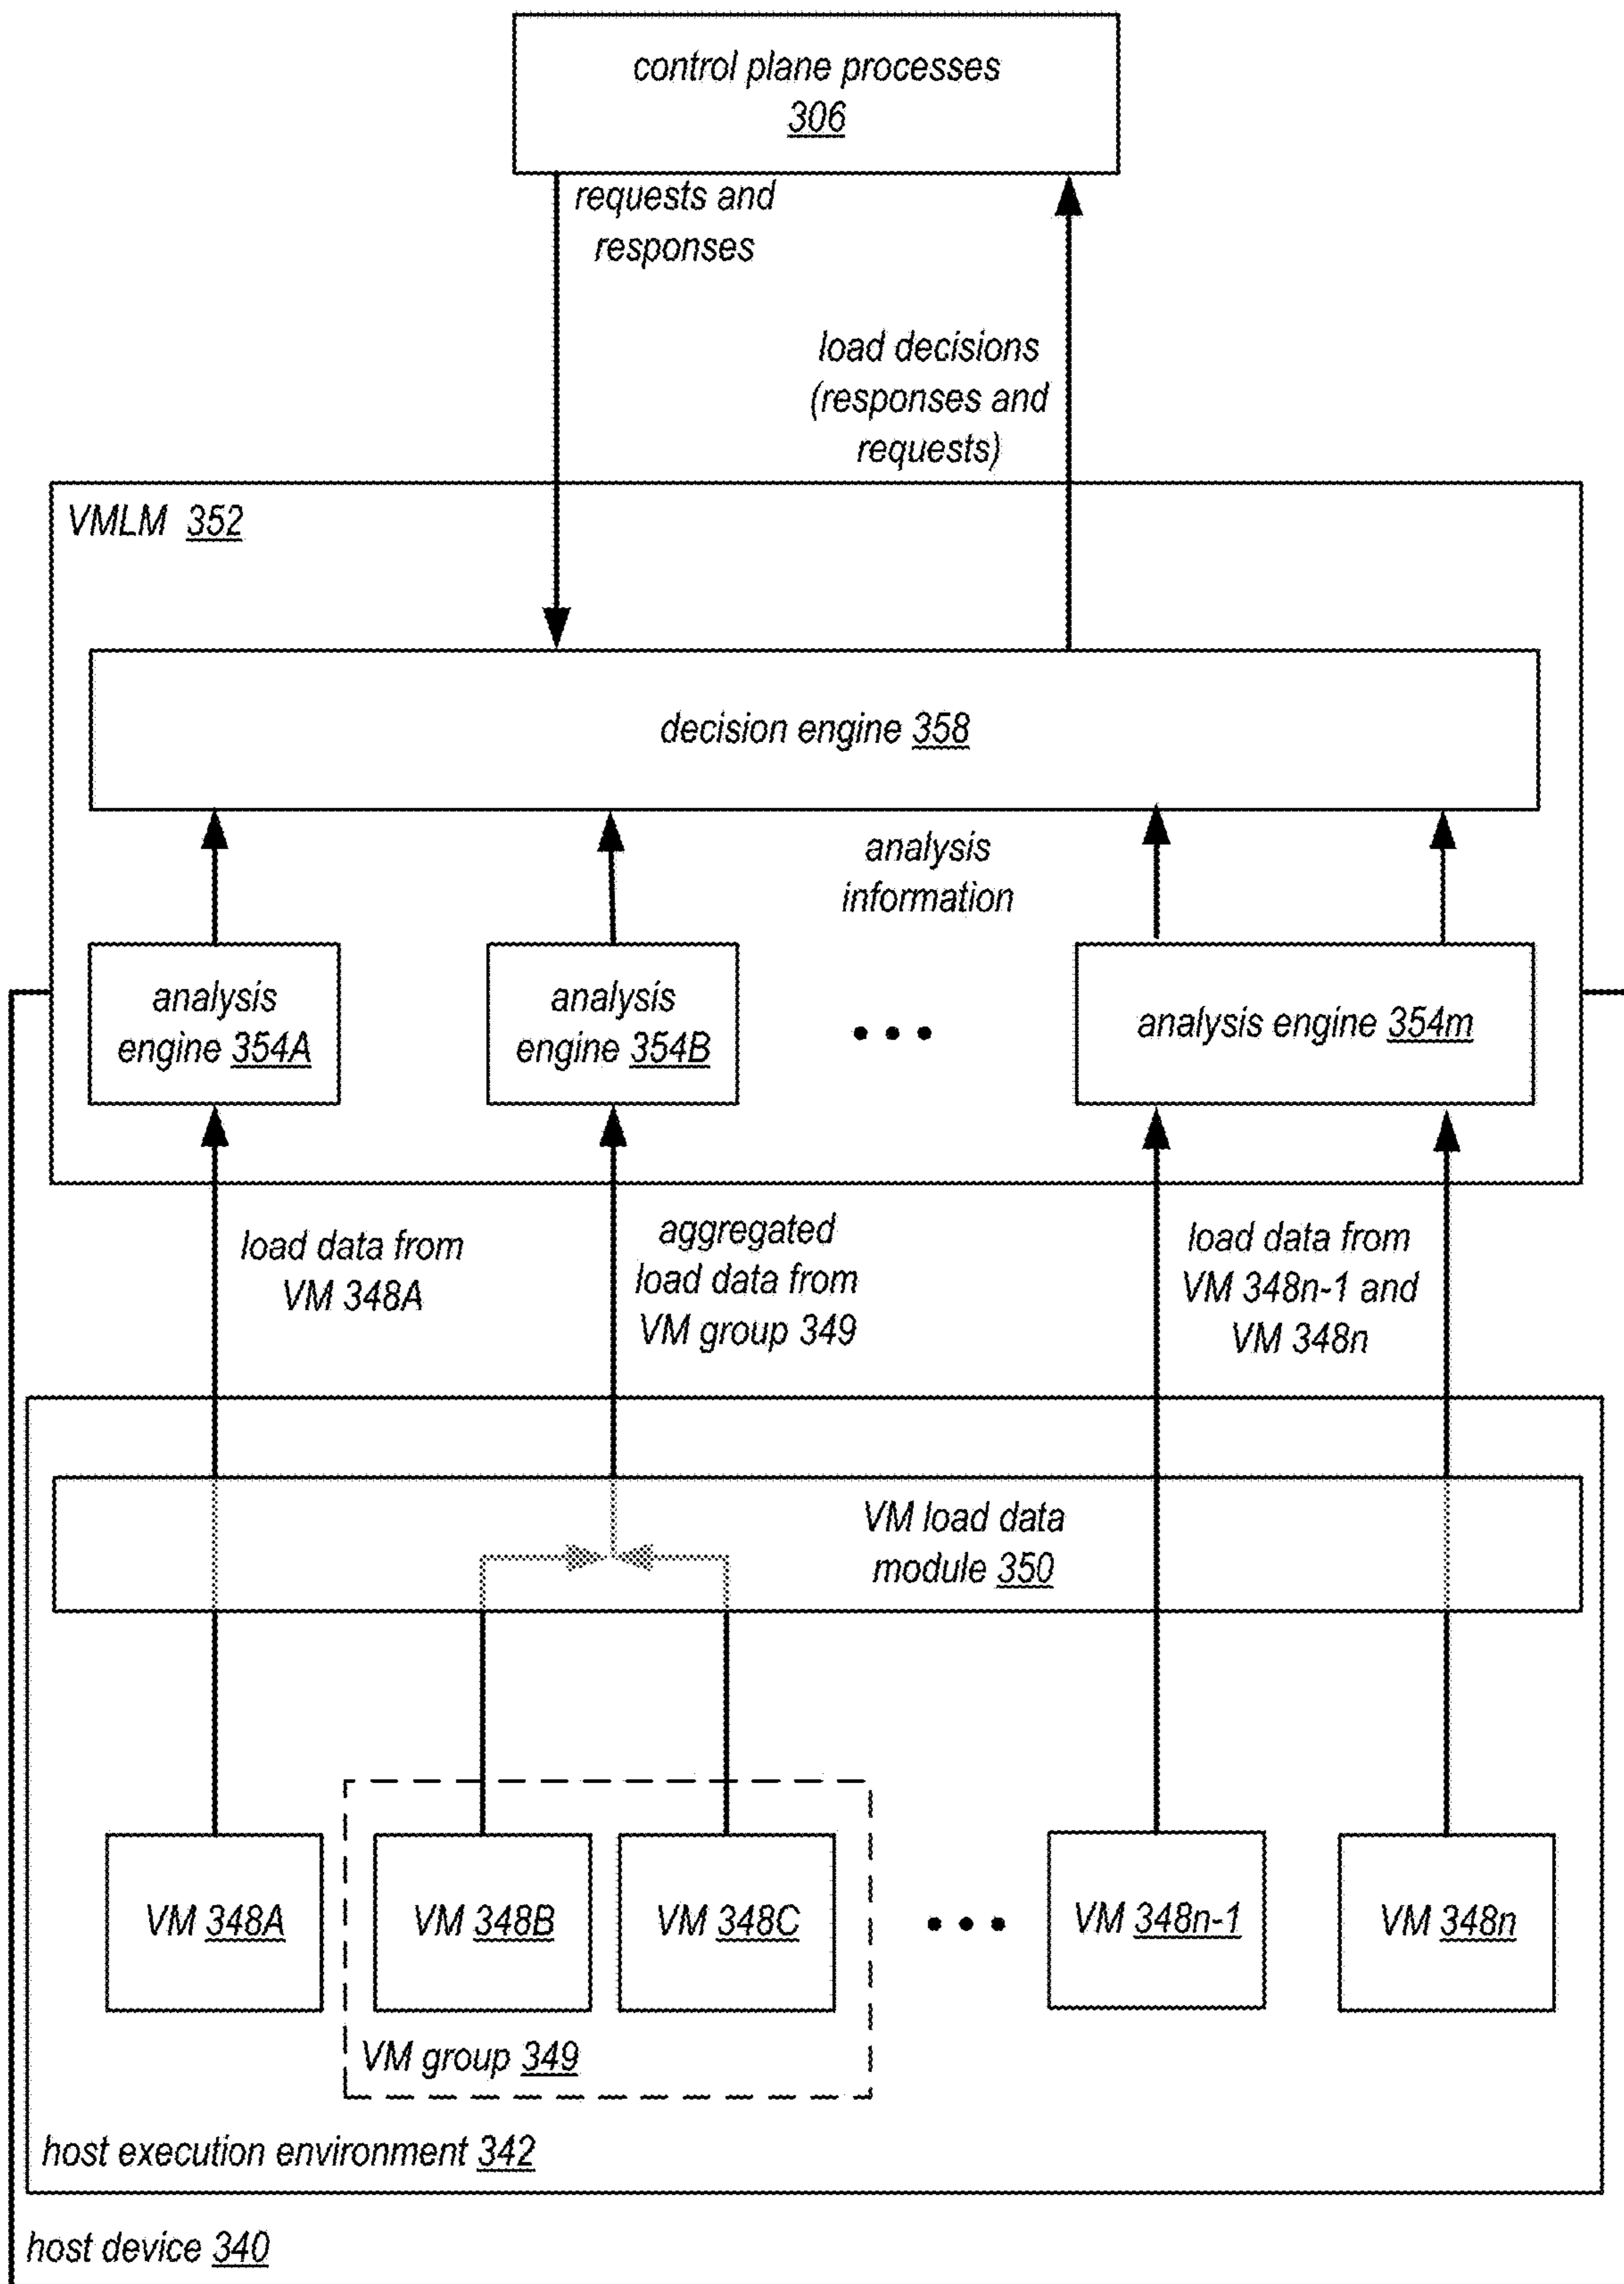 control plane processes
306
requests and
responses
load decisions
(responses and
requests)
VMLM 352
decision engine 358
analysis
information
analysis
engine 354A
analysis
engine 354B
analysis engine 354m
load data from
VM 348A
aggregated
load data from
VM group 349
load data from
VM 348n-1 and
VM 348n
VM load data
module 350
VM 348A
VM 348B
VM 348C
VM 348n-1
VM 348n
VM group 349
host execution environment 342
host device 340